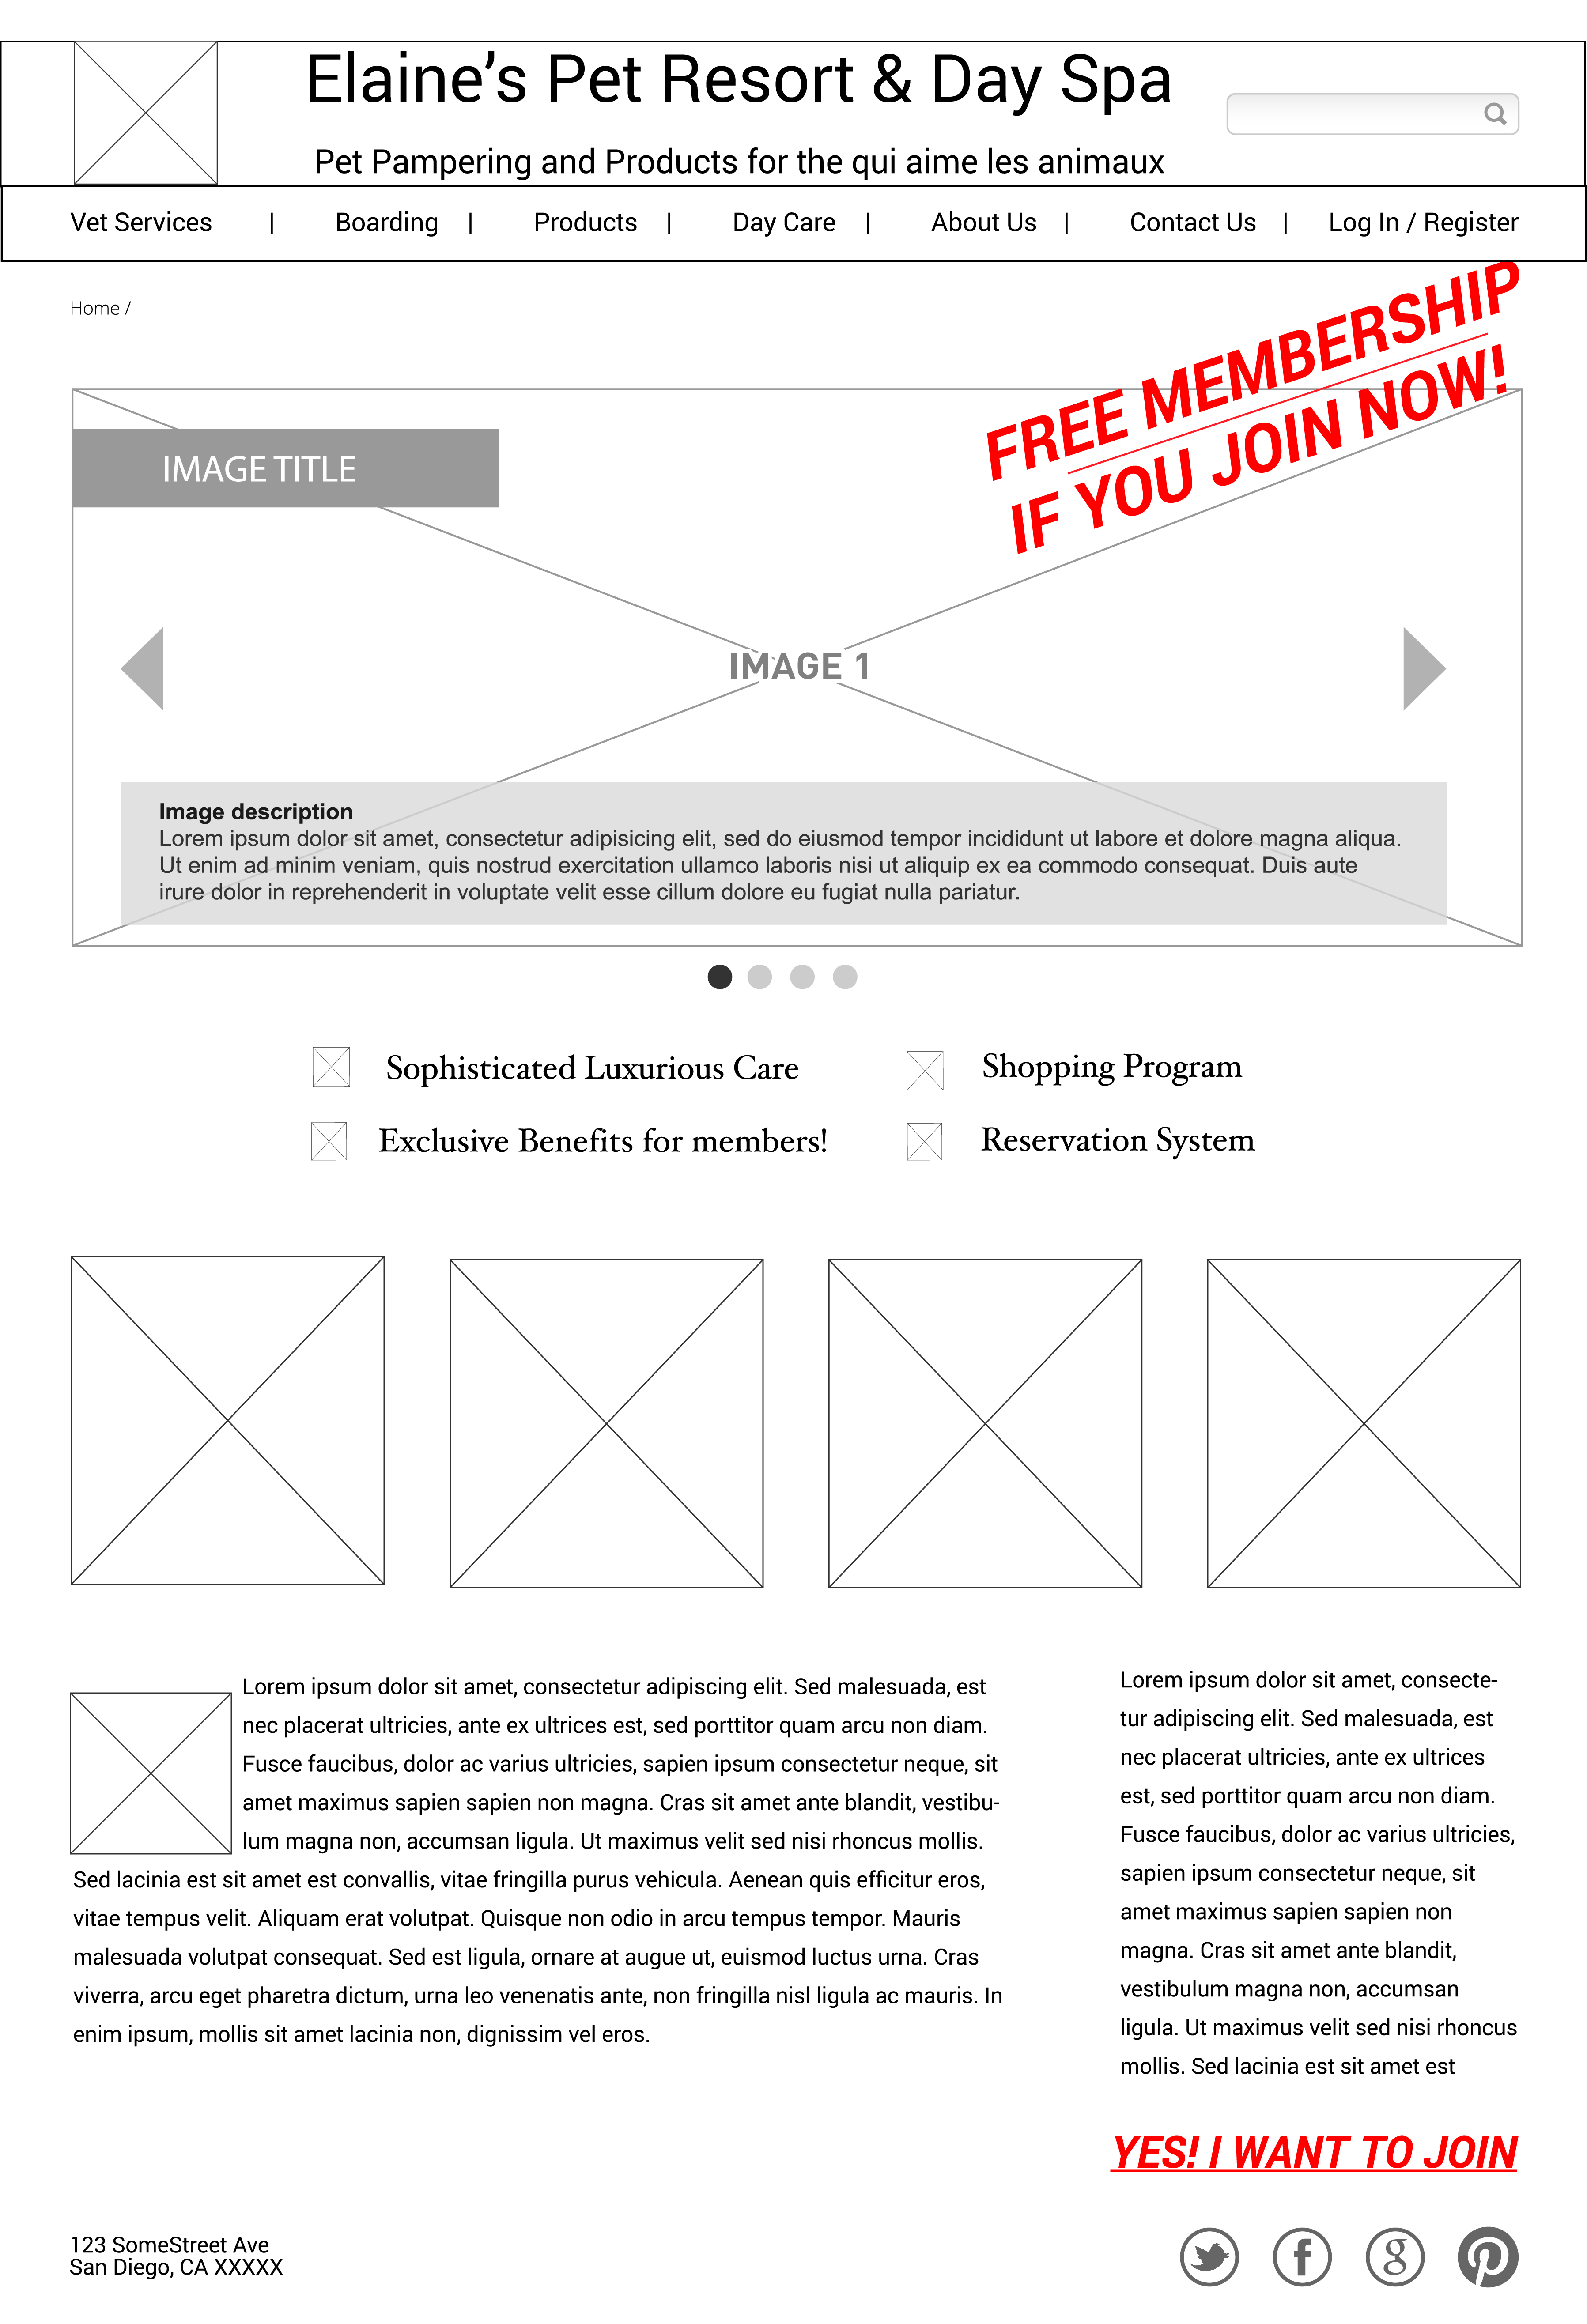 Elaine’s Pet Resort & Day Spa
Pet Pampering and Products for the qui aime les animaux
Vet Services | Boarding | Products | Day Care | About Us | Contact Us | Log In / Register
Home /
FREE MEMBERSHIP
IF YOU JOIN NOW!
IMAGE TITLE
IMAGE 1
Image description
Lorem ipsum dolor sit amet, consectetur adipisicing elit, sed do eiusmod tempor incididunt ut labore et dolore magna aliqua.
Ut enim ad minim veniam, quis nostrud exercitation ullamco laboris nisi ut aliquip ex ea commodo consequat. Duis aute
irure dolor in reprehenderit in voluptate velit esse cillum dolore eu fugiat nulla pariatur.
Sophisticated Luxurious Care
Shopping Program
Exclusive Benefits for members!
Reservation System
Lorem ipsum dolor sit amet, consectetur adipiscing elit. Sed malesuada, est
nec placerat ultricies, ante ex ultrices est, sed porttitor quam arcu non diam.
Fusce faucibus, dolor ac varius ultricies, sapien ipsum consectetur neque, sit
amet maximus sapien sapien non magna. Cras sit amet ante blandit, vestibu-
lum magna non, accumsan ligula. Ut maximus velit sed nisi rhoncus mollis.
Sed lacinia est sit amet est convallis, vitae fringilla purus vehicula. Aenean quis efficitur eros,
vitae tempus velit. Aliquam erat volutpat. Quisque non odio in arcu tempus tempor. Mauris
malesuada volutpat consequat. Sed est ligula, ornare at augue ut, euismod luctus urna. Cras
viverra, arcu eget pharetra dictum, urna leo venenatis ante, non fringilla nisl ligula ac mauris. In
enim ipsum, mollis sit amet lacinia non, dignissim vel eros.
Lorem ipsum dolor sit amet, consecte-
tur adipiscing elit. Sed malesuada, est
nec placerat ultricies, ante ex ultrices
est, sed porttitor quam arcu non diam.
Fusce faucibus, dolor ac varius ultricies,
sapien ipsum consectetur neque, sit
amet maximus sapien sapien non
magna. Cras sit amet ante blandit,
vestibulum magna non, accumsan
ligula. Ut maximus velit sed nisi rhoncus
mollis. Sed lacinia est sit amet est
YES! I WANT TO JOIN
123 SomeStreet Ave
San Diego, CA XXXXX